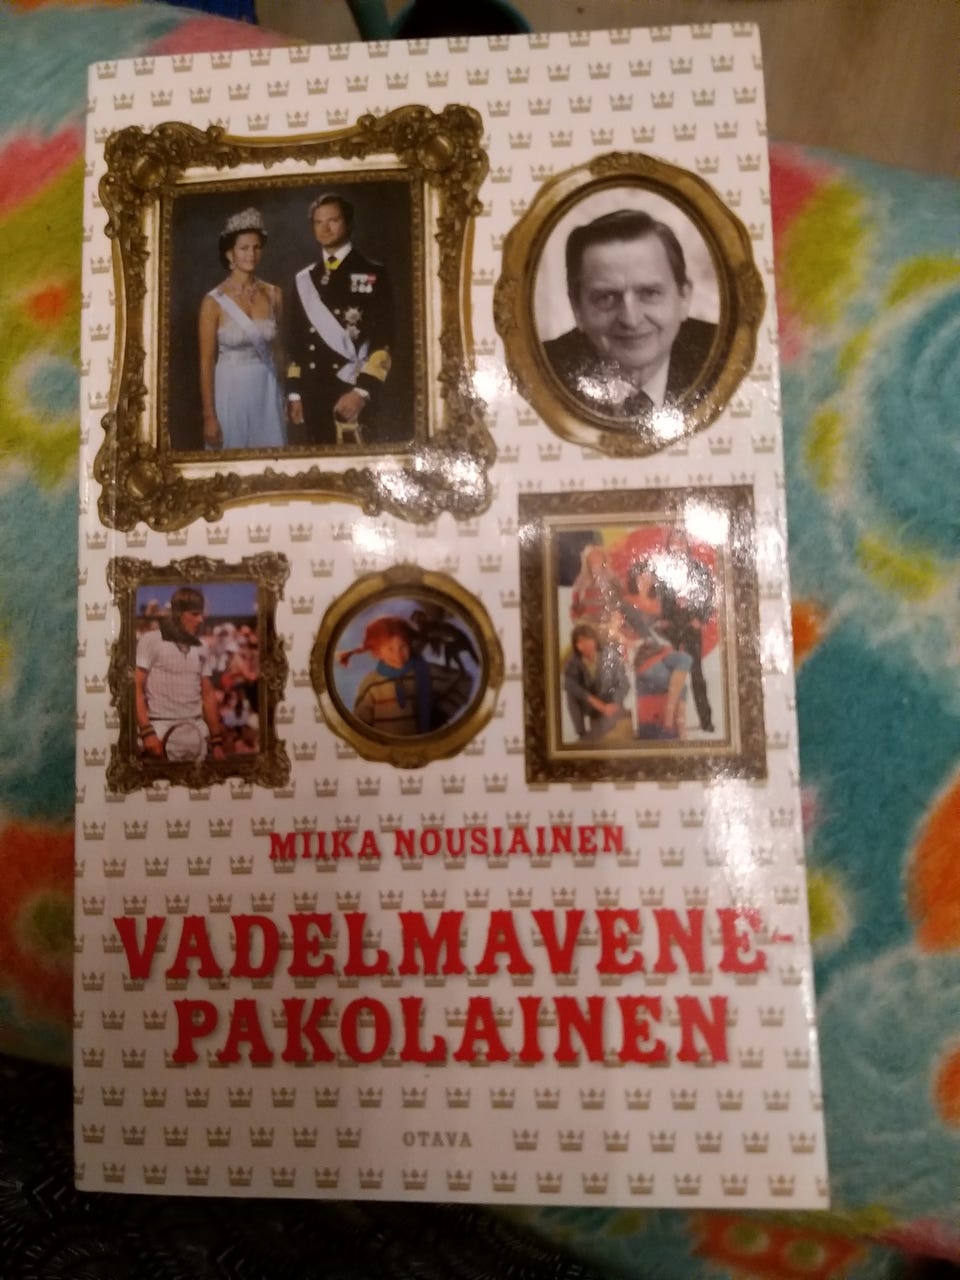 MIIKA NOUSIAINEN
VADELMAVENE-
PAKOLAINEN
OTAVA